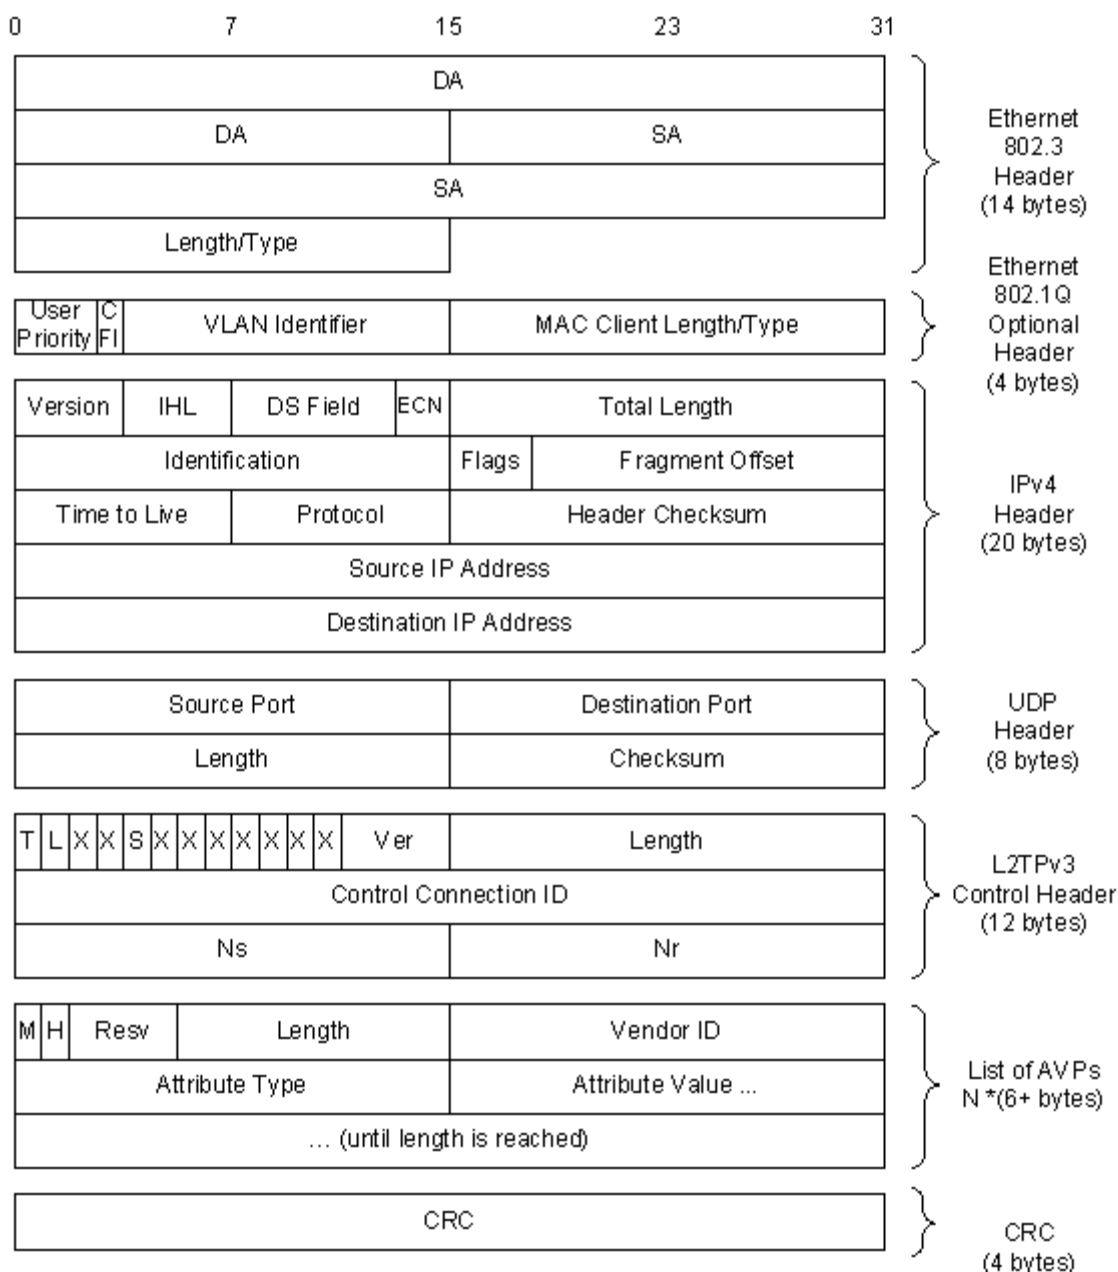 0 7 15 23 31
DA
DA SA
SA
Length/Type
Ethernet
802.3
Header
(14 bytes)
User
Priority
C
FI
VLAN Identifier MAC Client Length/Type
Ethernet
802.1Q
Optional
Header
(4 bytes)
Version IHL DS Field ECN Total Length
Identification Flags Fragment Offset
Time to Live Protocol Header Checksum
Source IP Address
Destination IP Address
IPv4
Header
(20 bytes)
Source Port Destination Port
Length Checksum
UDP
Header
(8 bytes)
T L X X S X X X X X X X Ver Length
Control Connection ID
Ns Nr
L2TPv3
Control Header
(12 bytes)
M H Resv Length Vendor ID
Attribute Type Attribute Value ...
... (until length is reached)
List of AVPs
N *(6+ bytes)
CRC
CRC
(4 bytes)